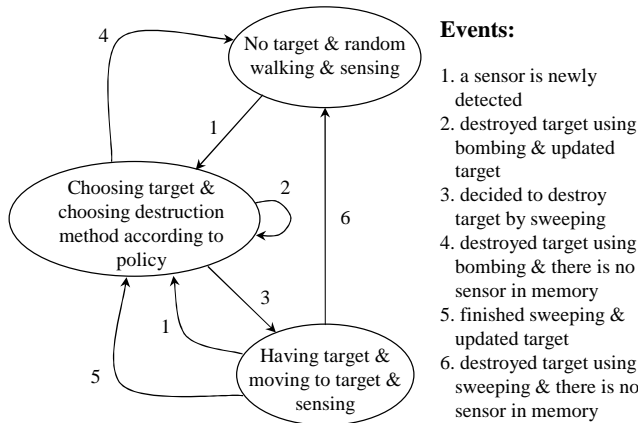 4
No target & random
walking & sensing
1
Choosing target &
choosing destruction
method according to
policy
2
6
3
1
5
Having target &
moving to target &
sensing
Events:
1. a sensor is newly
detected
2. destroyed target using
bombing & updated
target
3. decided to destroy
target by sweeping
4. destroyed target using
bombing & there is no
sensor in memory
5. finished sweeping &
updated target
6. destroyed target using
sweeping & there is no
sensor in memory